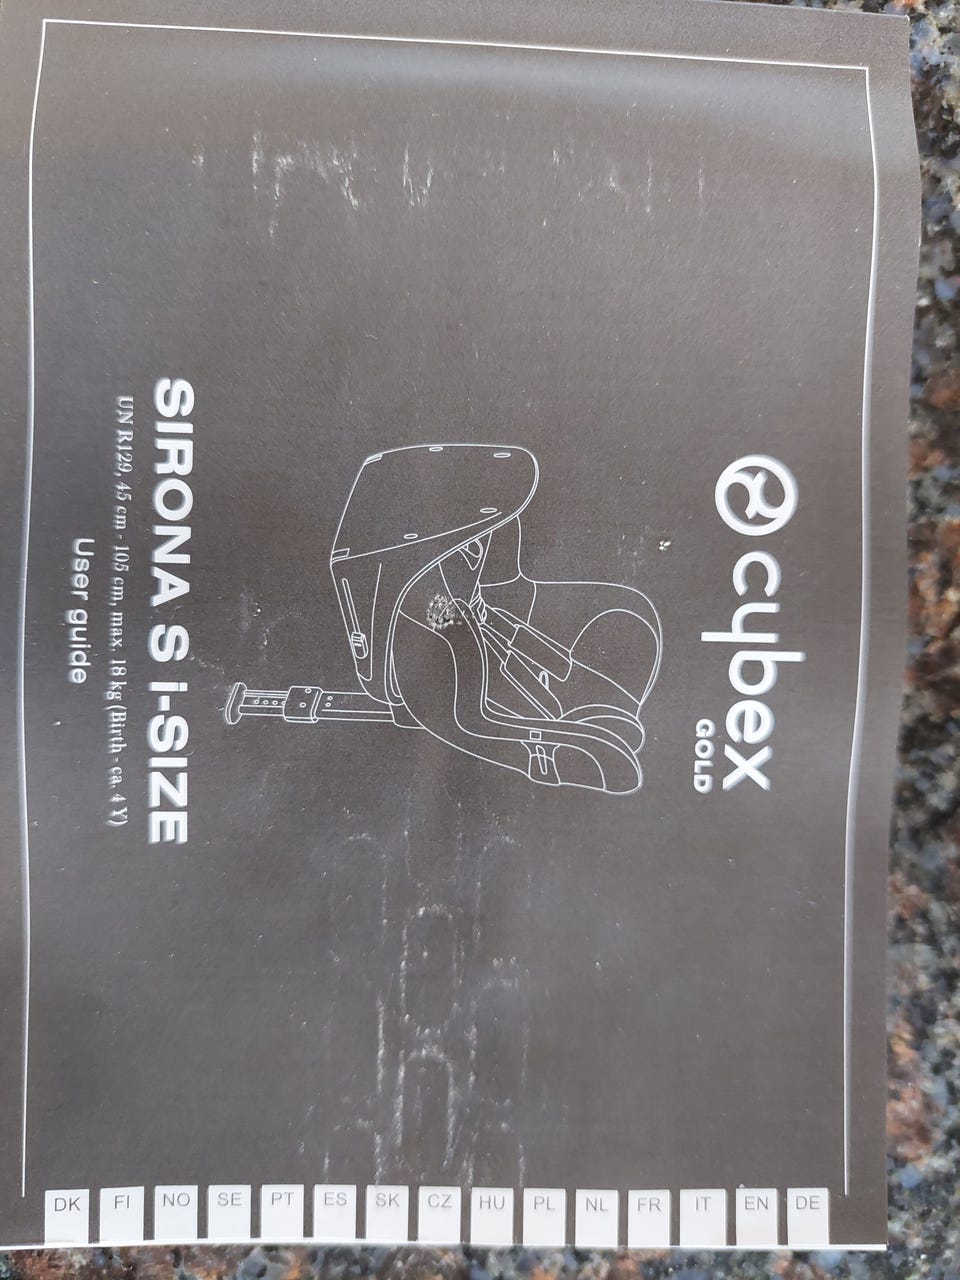 cybex
GOLD
SIRONA S i-SIZE
UN R129, 45 cm - 105 cm, max. 18 kg (Birth - ca. 4 Y)
User guide
DE
EN
IT
FR
NL
PL
HU
CZ
SK
ES
PT
SE
NO
FI
DK